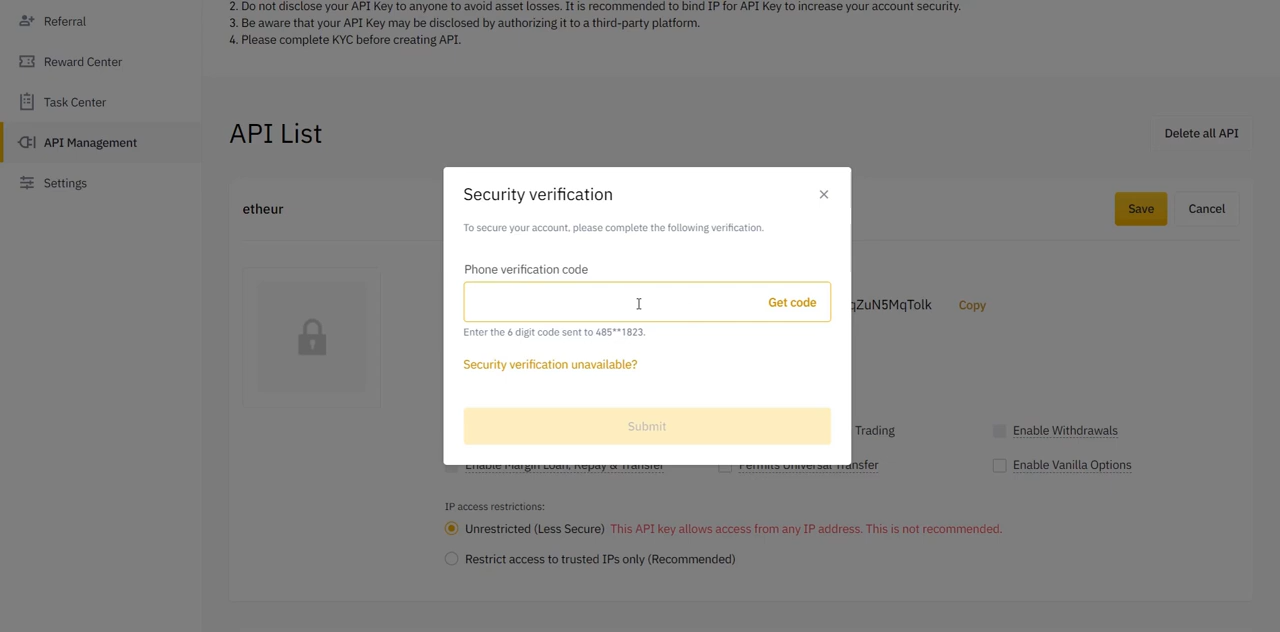 2. Do not disclose your API Key to anyone to avoid asset losses. It is recommended to bind IP for API Key to increase your account security.
3. Be aware that your API Key may be disclosed by authorizing it to a third-party platform.
4. Please complete KYC before creating API.
Referral
Reward Center
Task Center
API Management
Settings
API List
Delete all API
etheur
Save
Cancel
Security verification
To secure your account, please complete the following verification.
Phone verification code
Get code
Enter the 6 digit code sent to 485**1823.
Security verification unavailable?
Submit
qZuN5MqTolk Copy
Trading
Enable Withdrawals
Enable Margin Loan, Repay & Transfer
Permits Universal Transfer
Enable Vanilla Options
IP access restrictions:
Unrestricted (Less Secure) This API key allows access from any IP address. This is not recommended.
Restrict access to trusted IPs only (Recommended)